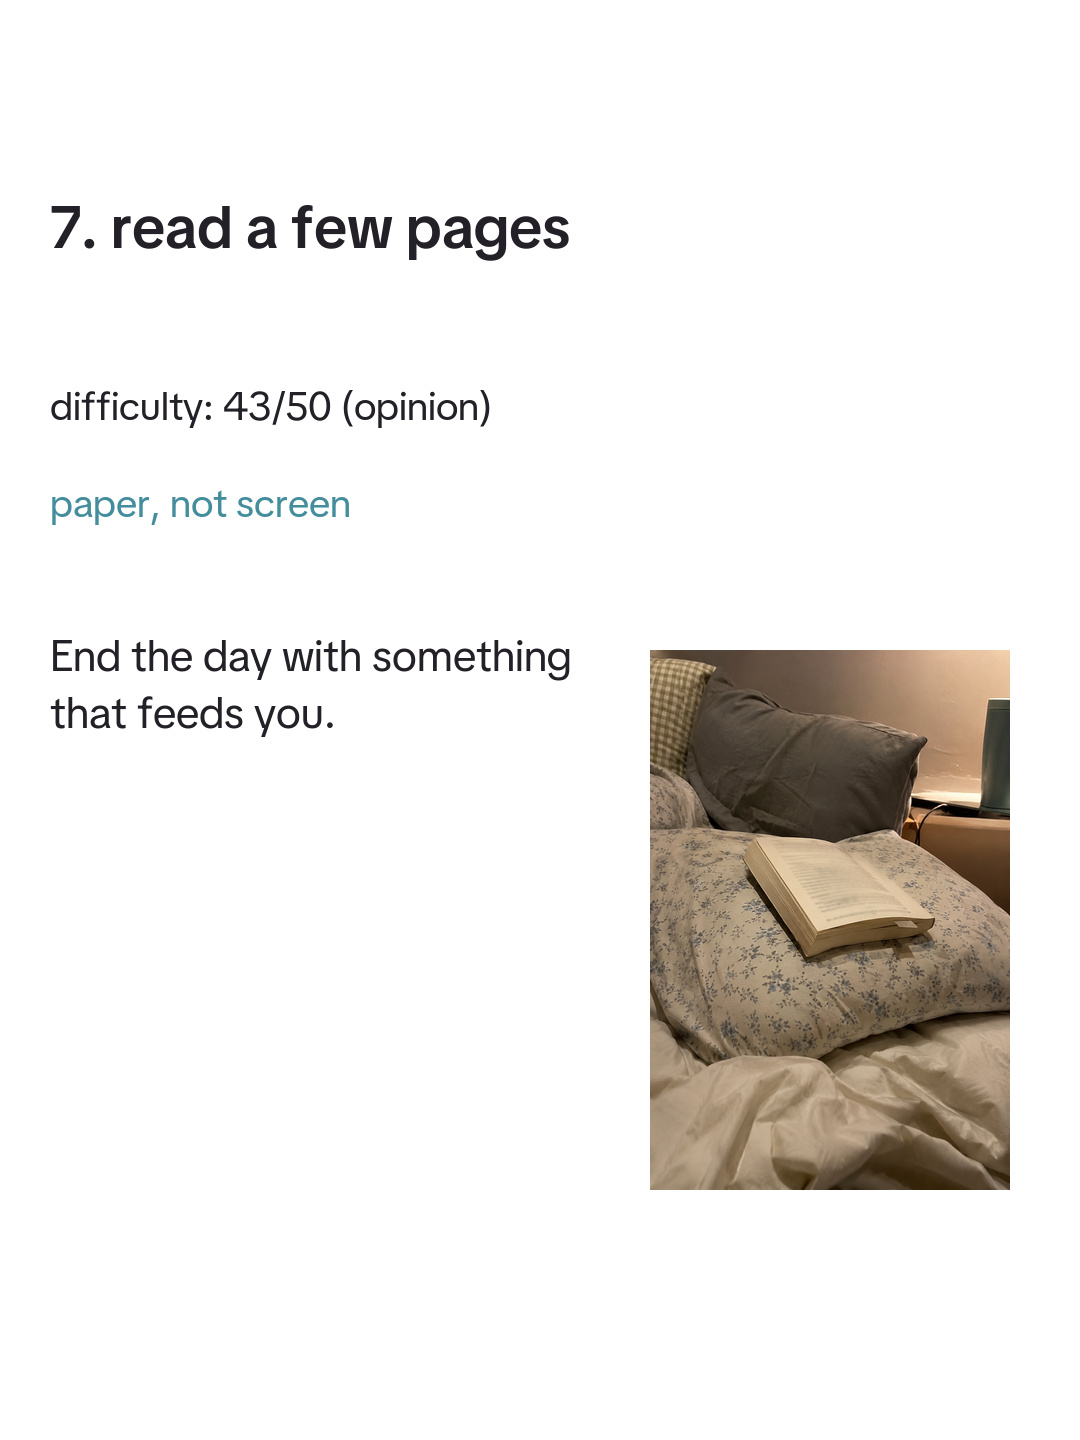 7. read a few pages
difficulty: 43/50 (opinion)
paper, not screen
End the day with something
that feeds you.